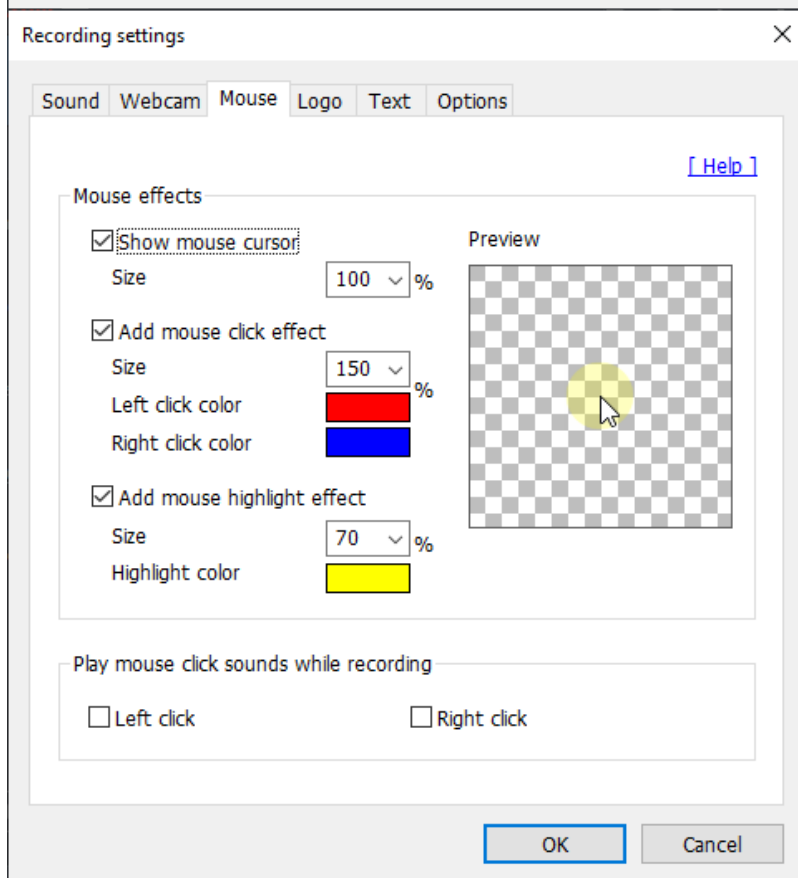 Recording settings
Sound Webcam Mouse Logo Text Options
[ Help ]
Mouse effects
Show mouse cursor
Preview
Size 100 %
Add mouse click effect
Size 150 %
Left click color
Right click color
Add mouse highlight effect
Size 70 %
Highlight color
Play mouse click sounds while recording
Left click Right click
OK Cancel